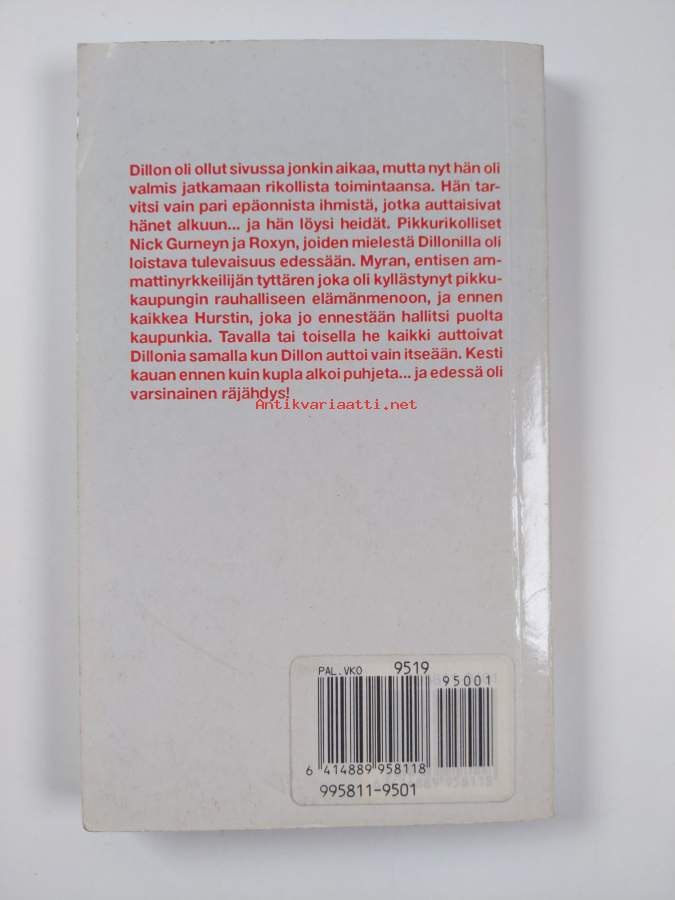 Dillon oli ollut sivussa jonkin aikaa, mutta nyt hän oli
valmis jatkamaan rikollista toimintaansa. Hän tar-
vitsi vain pari epäonnista ihmistä, jotka auttaisivat
hänet alkuun... ja hän löysi heidät. Pikkurikolliset
Nick Gurneyn ja Roxyn, joiden mielestä Dillonilla oli
loistava tulevaisuus edessään. Myran, entisen am-
mattinyrkkeilijän tyttären joka oli kyllästynyt pikku-
kaupungin rauhalliseen elämänmenoon, ja ennen
kaikkea Hurstin, joka jo ennestään hallitsi puolta
kaupunkia. Tavalla tai toisella he kaikki auttoivat
Dillonia samalla kun Dillon auttoi vain itseään. Kesti
kauan ennen kuin kupla alkoi puhjeta... ja edessä oli
varsinainen räjähdys!
Antikvariaatti.net
PAL.VKO 9519
95001
6 414889 958118
995811-9501